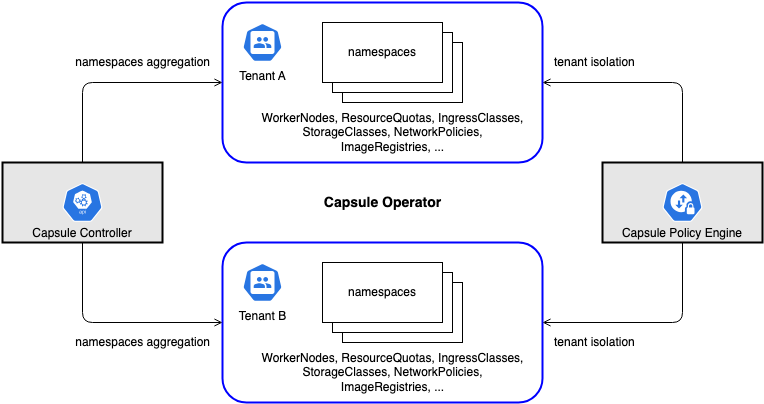 namespaces aggregation
Tenant A
namespaces
tenant isolation
WorkerNodes, ResourceQuotas, IngressClasses,
StorageClasses, NetworkPolicies,
ImageRegistries, ...
api
Capsule Controller
Capsule Operator
Capsule Policy Engine
Tenant B
namespaces
namespaces aggregation
tenant isolation
WorkerNodes, ResourceQuotas, IngressClasses,
StorageClasses, NetworkPolicies,
ImageRegistries, ...